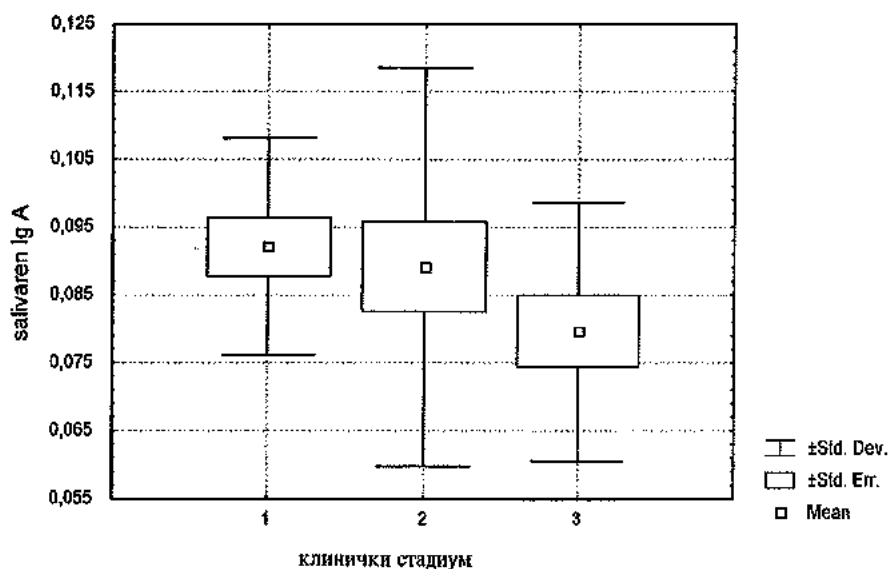 0,125
0,115
0,105
0,095
0,085
0,075
0,065
0,055
salivaren Ig A
1 2 3
клинички стадиум
±Std. Dev.
±Std. Err.
Mean